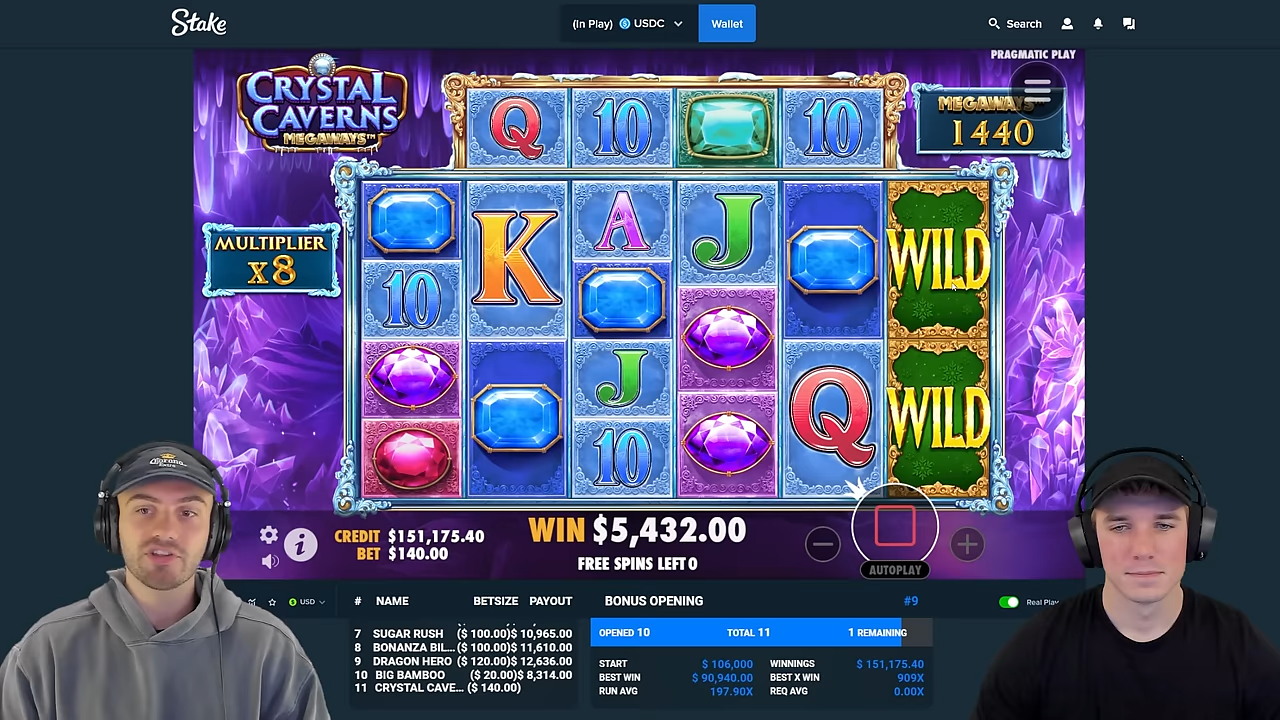 Stake
(In Play) USDC
Wallet
Search
PRAGMATIC PLAY
CRYSTAL
CAVERNS
MEGAWAYS™
MEGAWAYS™
1440
Q 10 10
MULTIPLIER
x8
K A J WILD
10
J Q WILD
10
CREDIT $151,175.40
BET $140.00
WIN $5,432.00
FREE SPINS LEFT 0
AUTOPLAY
USD
# NAME BETSIZE PAYOUT
7 SUGAR RUSH ($ 100.00) $ 10,965.00
8 BONANZA BIL... ($ 100.00) $ 11,610.00
9 DRAGON HERO ($ 120.00) $ 12,636.00
10 BIG BAMBOO ($ 20.00) $ 8,314.00
11 CRYSTAL CAVE... ($ 140.00)
BONUS OPENING #9
OPENED 10 TOTAL 11 1 REMAINING
START $ 106,000 WINNINGS $ 151,175.40
BEST WIN $ 90,940.00 BEST X WIN 909X
RUN AVG 197.90X REQ AVG 0.00X
Real Play
Corona
Extra